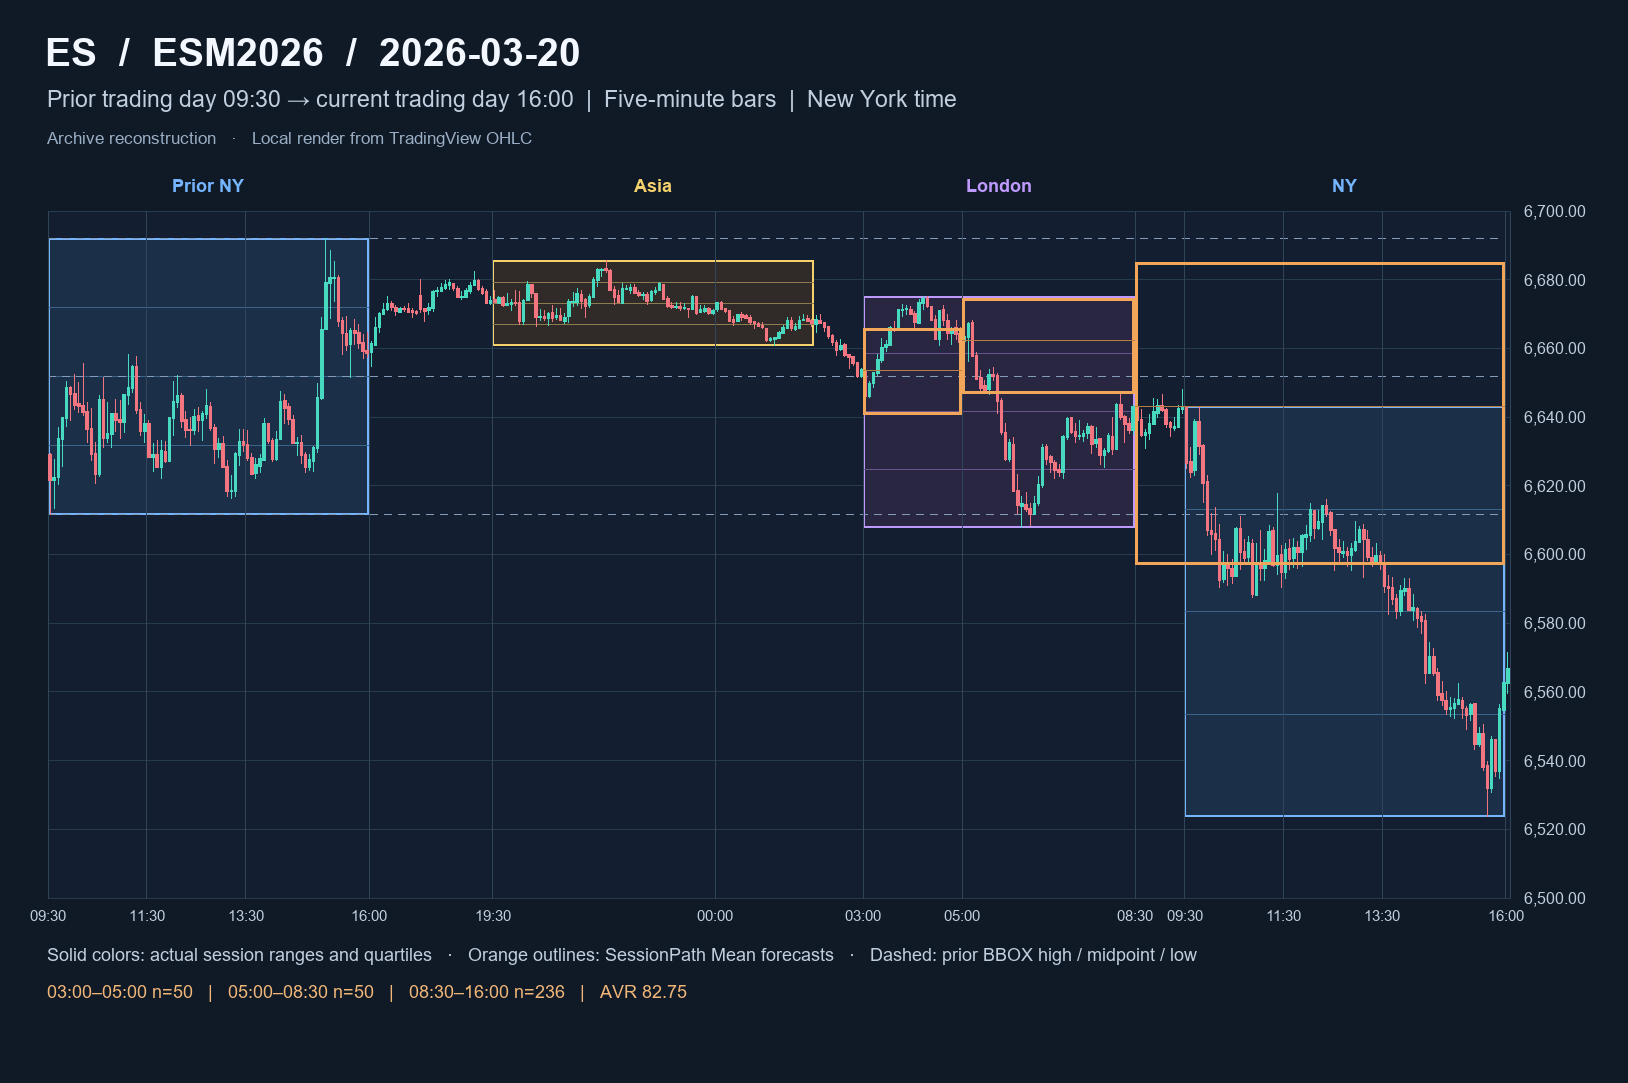 ES / ESM2026 / 2026-03-20
Prior trading day 09:30 → current trading day 16:00 | Five-minute bars | New York time
Archive reconstruction · Local render from TradingView OHLC
Prior NY Asia London NY
6,700.00
6,680.00
6,660.00
6,640.00
6,620.00
6,600.00
6,580.00
6,560.00
6,540.00
6,520.00
6,500.00
09:30 11:30 13:30 16:00 19:30 00:00 03:00 05:00 08:30 09:30 11:30 13:30 16:00
Solid colors: actual session ranges and quartiles · Orange outlines: SessionPath Mean forecasts · Dashed: prior BBOX high / midpoint / low
03:00–05:00 n=50 | 05:00–08:30 n=50 | 08:30–16:00 n=236 | AVR 82.75